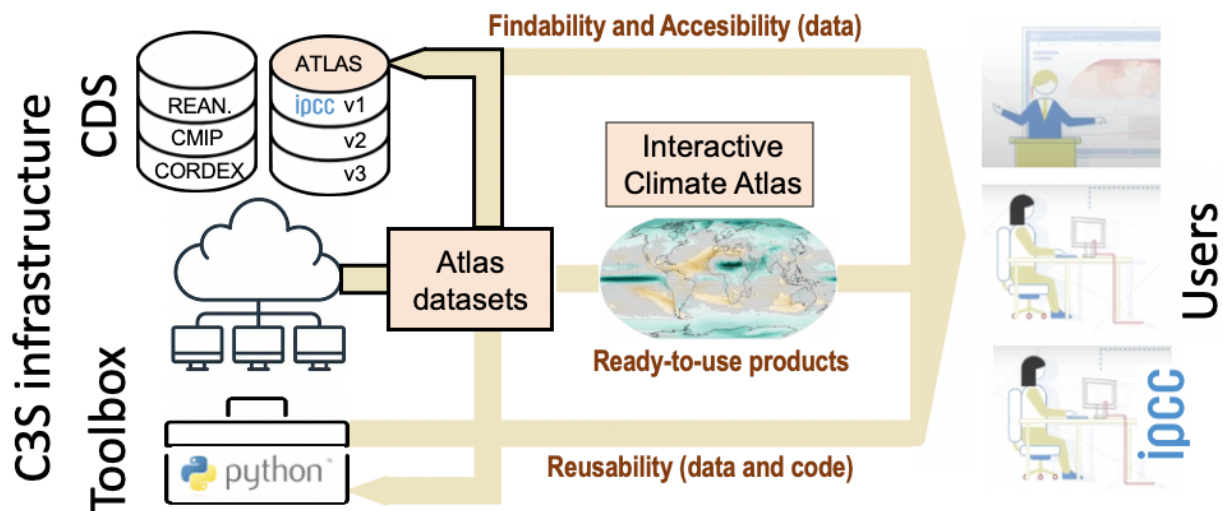 Findability and Accesibility (data)
C3S infrastructure
CDS
REAN.
CMIP
CORDEX
ATLAS
ipcc v1
v2
v3
Interactive
Climate Atlas
Atlas
datasets
Ready-to-use products
Users
Toolbox
python™
Reusability (data and code)
ipcc